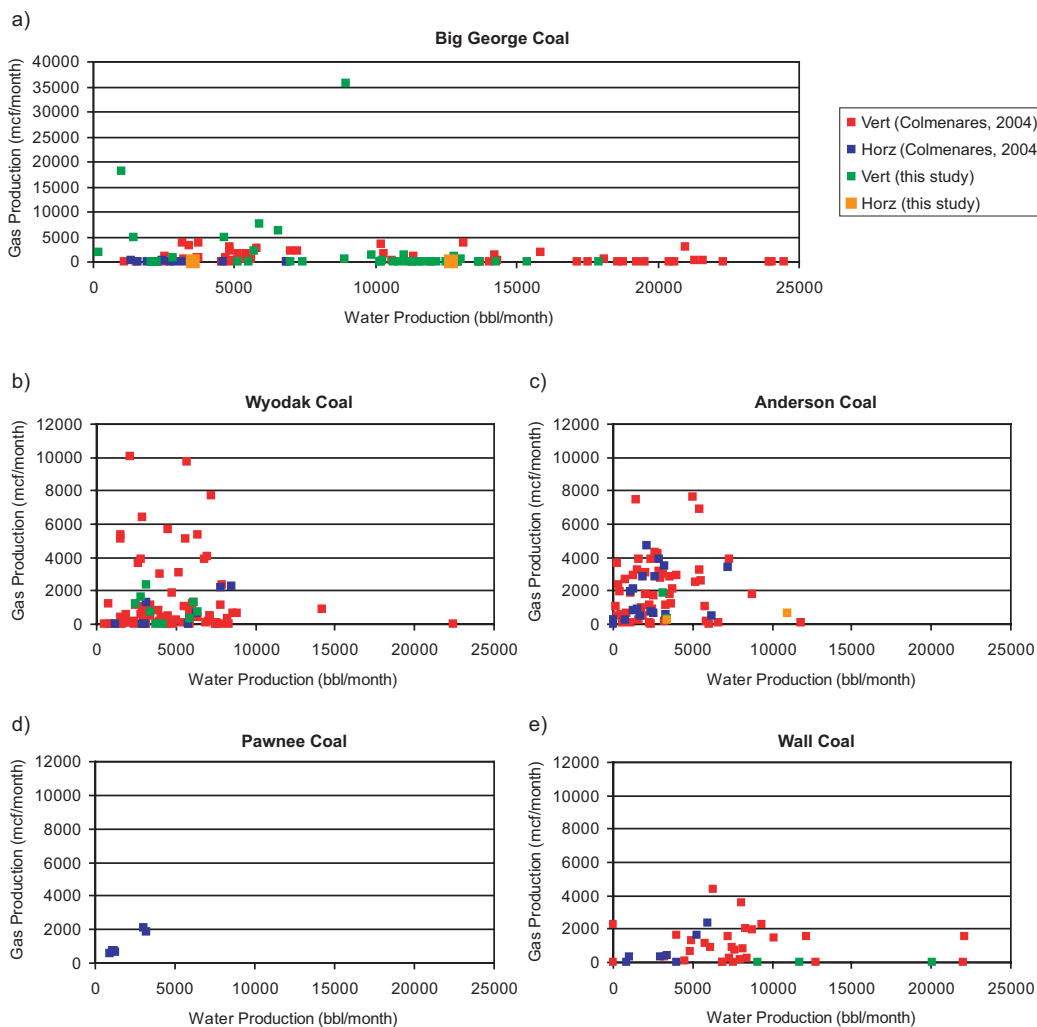 a)
Big George Coal
Gas Production (mcf/month)
40000
35000
30000
25000
20000
15000
10000
5000
0
0 5000 10000 15000 20000 25000
Water Production (bbl/month)
Vert (Colmenares, 2004)
Horz (Colmenares, 2004
Vert (this study)
Horz (this study)
b)
Wyodak Coal
Gas Production (mcf/month)
12000
10000
8000
6000
4000
2000
0
0 5000 10000 15000 20000 25000
Water Production (bbl/month)
c)
Anderson Coal
Gas Production (mcf/month)
12000
10000
8000
6000
4000
2000
0
0 5000 10000 15000 20000 25000
Water Production (bbl/month)
d)
Pawnee Coal
Gas Production (mcf/month)
12000
10000
8000
6000
4000
2000
0
0 5000 10000 15000 20000 25000
Water Production (bbl/month)
e)
Wall Coal
Gas Production (mcf/month)
12000
10000
8000
6000
4000
2000
0
0 5000 10000 15000 20000 25000
Water Production (bbl/month)